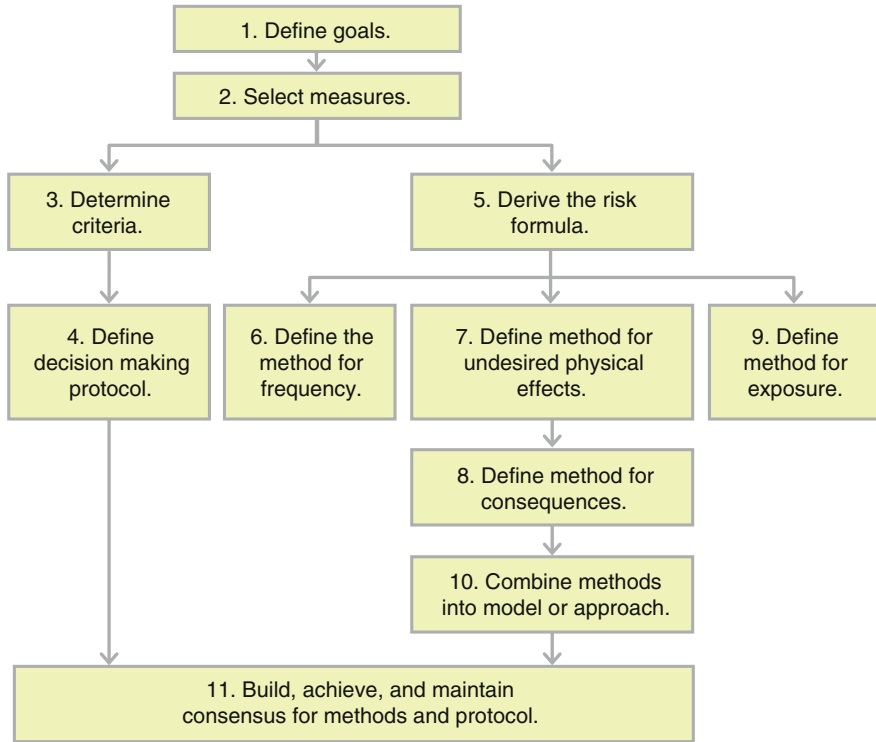 1. Define goals.
2. Select measures.
3. Determine
criteria.
5. Derive the risk
formula.
4. Define
decision making
protocol.
6. Define the
method for
frequency.
7. Define method for
undesired physical
effects.
9. Define
method for
exposure.
8. Define method for
consequences.
10. Combine methods
into model or approach.
11. Build, achieve, and maintain
consensus for methods and protocol.